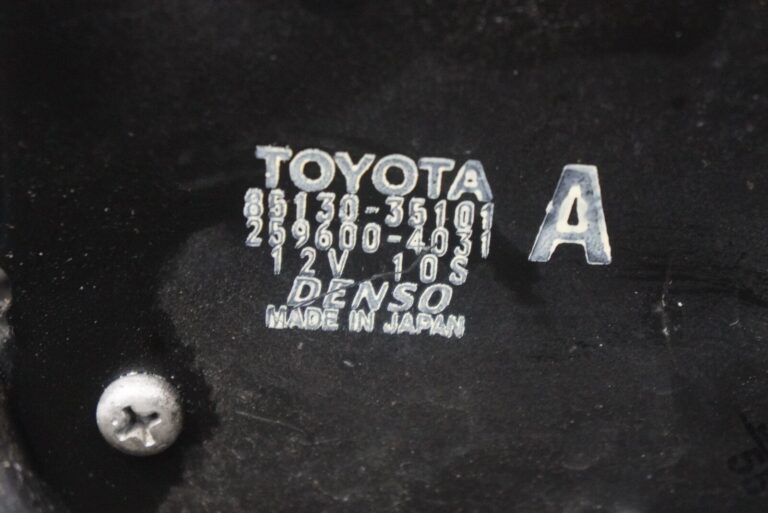 TOYOTA
85130-35101
259600-4031
12V 10S
DENSO
MADE IN JAPAN
A